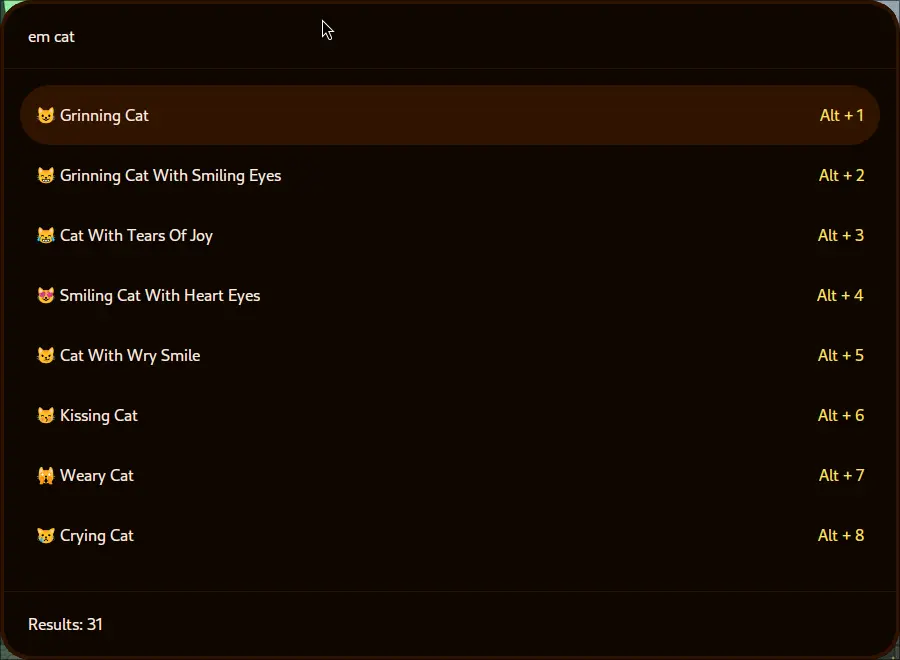 em cat
😺 Grinning Cat Alt + 1
😸 Grinning Cat With Smiling Eyes Alt + 2
😹 Cat With Tears Of Joy Alt + 3
😻 Smiling Cat With Heart Eyes Alt + 4
😼 Cat With Wry Smile Alt + 5
😽 Kissing Cat Alt + 6
🙀 Weary Cat Alt + 7
😿 Crying Cat Alt + 8
Results: 31